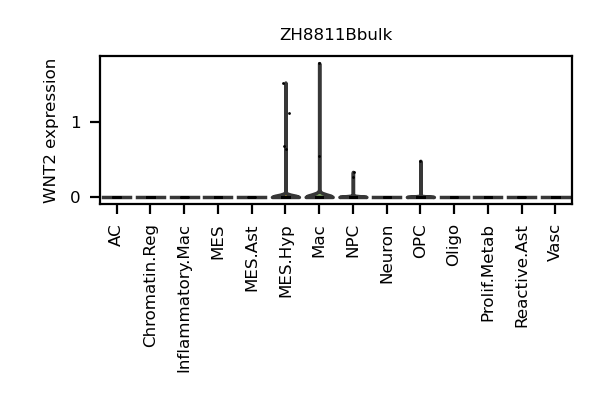 ZH8811Bbulk
WNT2 expression
1
0
AC
Chromatin.Reg
Inflammatory.Mac
MES
MES.Ast
MES.Hyp
Mac
NPC
Neuron
OPC
Oligo
Prolif.Metab
Reactive.Ast
Vasc